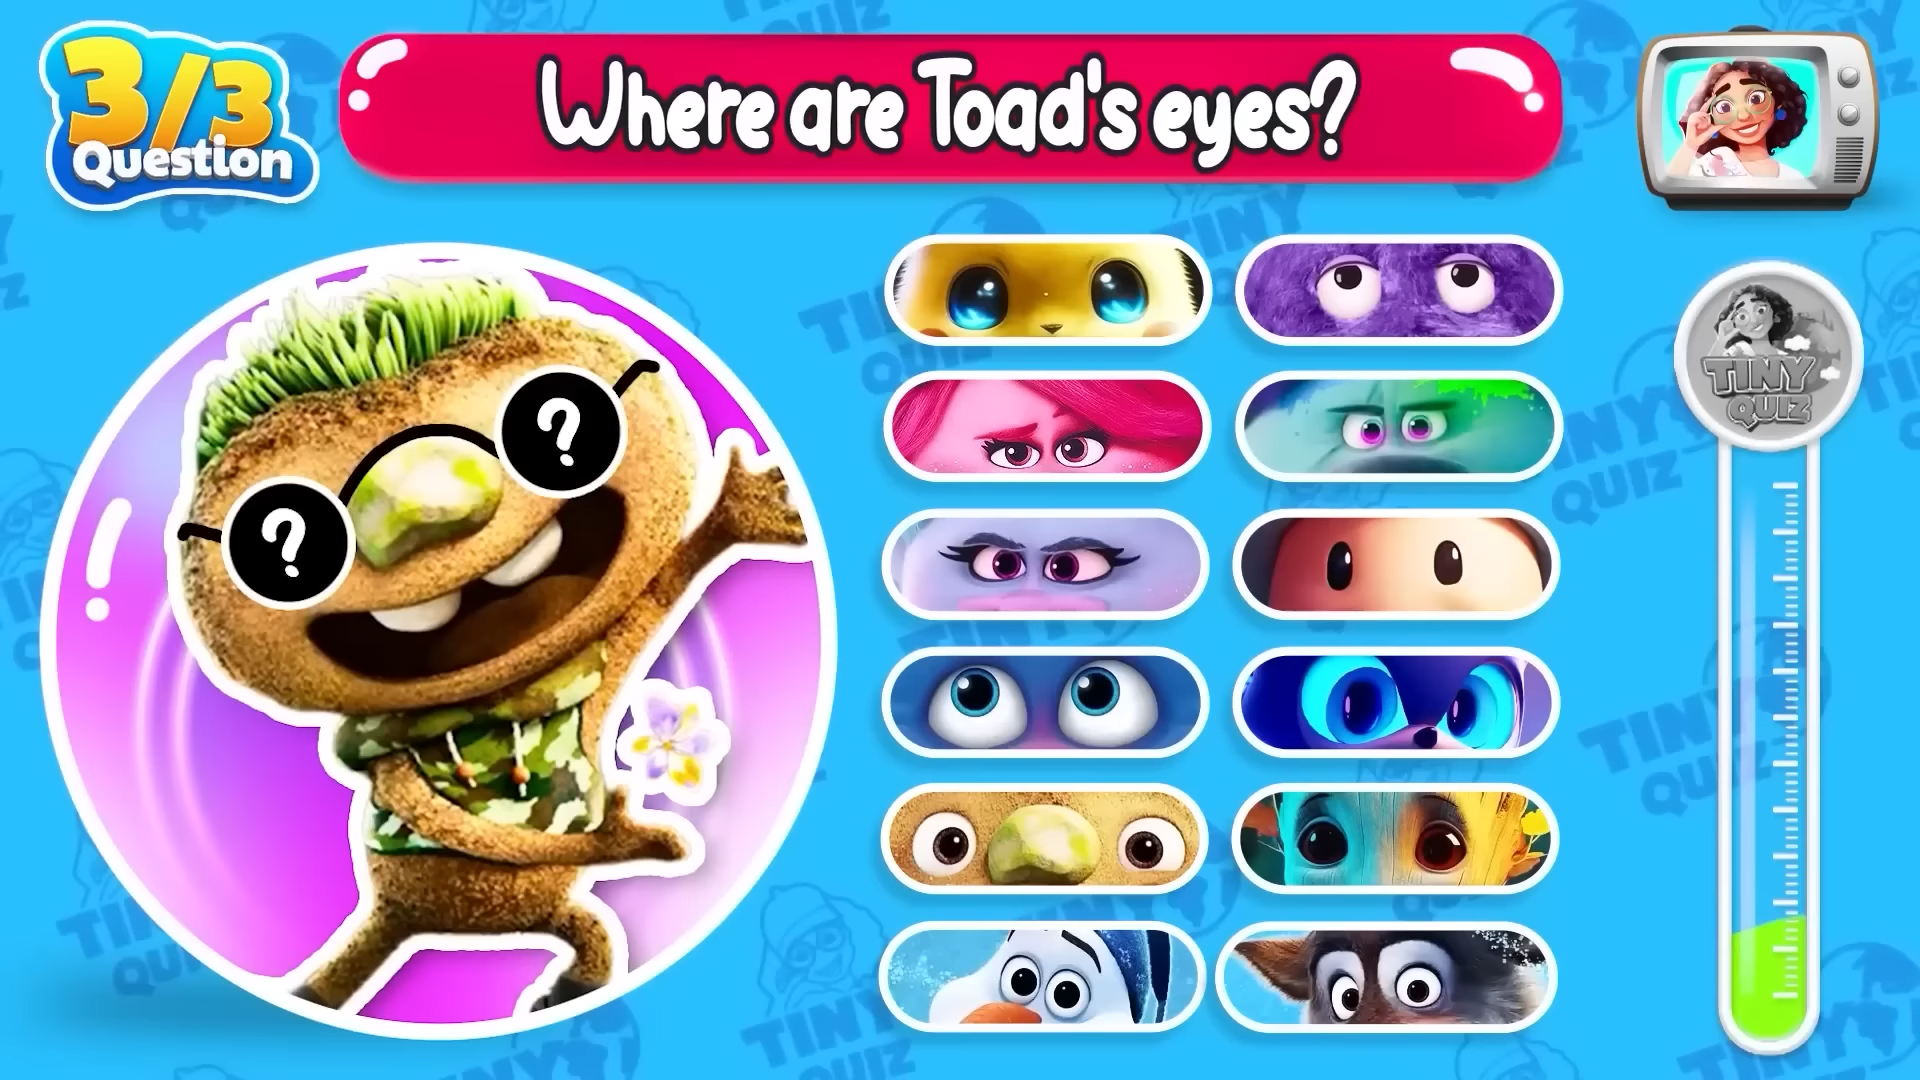 3/3
Question
Where are Toad's eyes?
?
?
TINY
QUIZ